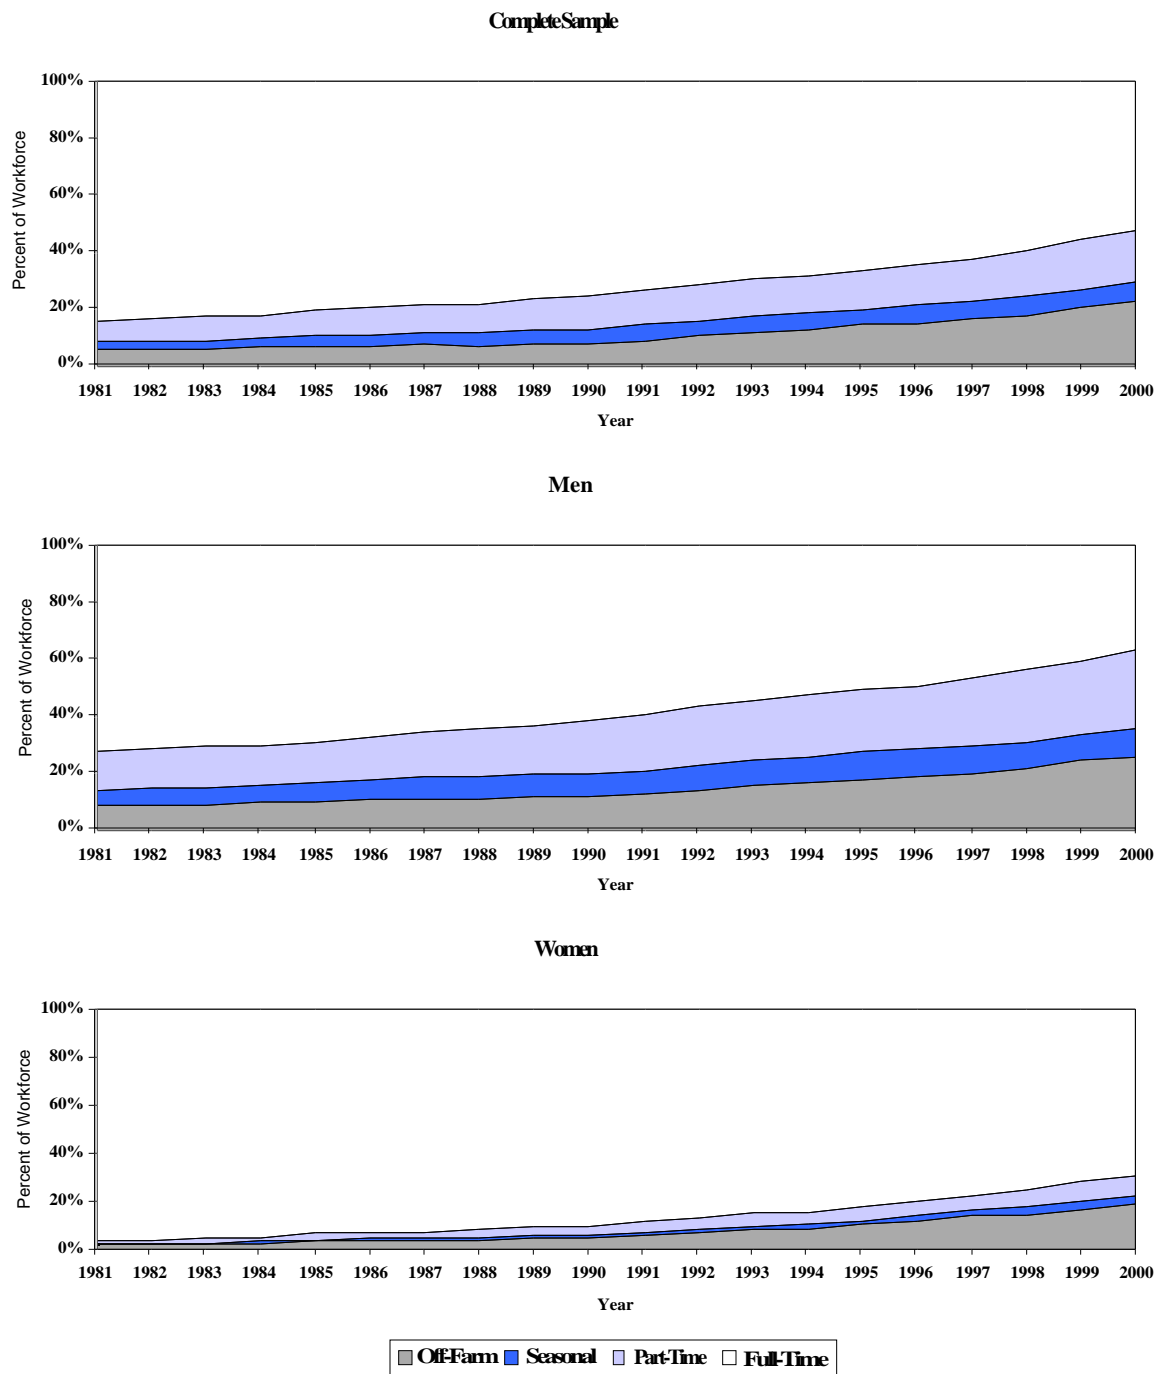 Complete Sample
100%
80%
60%
40%
20%
0%
Percent of Workforce
1981 1982 1983 1984 1985 1986 1987 1988 1989 1990 1991 1992 1993 1994 1995 1996 1997 1998 1999 2000
Year
Men
100%
80%
60%
40%
20%
0%
Percent of Workforce
1981 1982 1983 1984 1985 1986 1987 1988 1989 1990 1991 1992 1993 1994 1995 1996 1997 1998 1999 2000
Year
Women
100%
80%
60%
40%
20%
0%
Percent of Workforce
1981 1982 1983 1984 1985 1986 1987 1988 1989 1990 1991 1992 1993 1994 1995 1996 1997 1998 1999 2000
Year
Off-Farm Seasonal Part-Time Full-Time